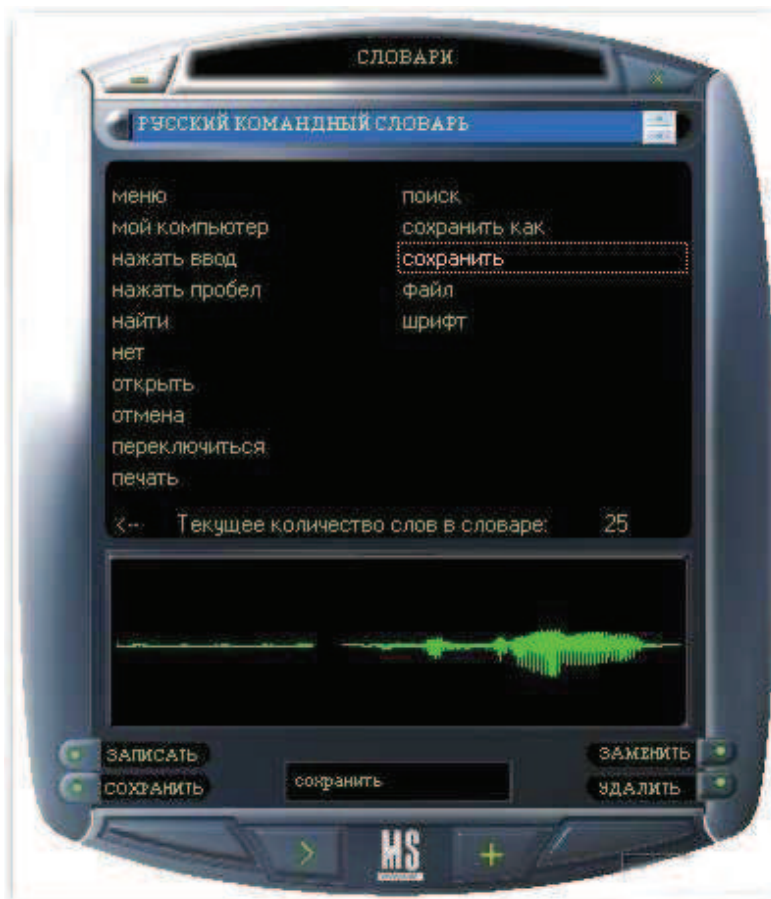 СЛОВАРИ
РУССКИЙ КОМАНДНЫЙ СЛОВАРЬ
меню
мой компьютер
нажать ввод
нажать пробел
найти
нет
открыть
отмена
переключиться
печать
поиск
сохранить как
сохранить
файл
шрифт
<-- Текущее количество слов в словаре: 25
ЗАПИСАТЬ
СОХРАНИТЬ
сохранить
ЗАМЕНИТЬ
УДАЛИТЬ
MS